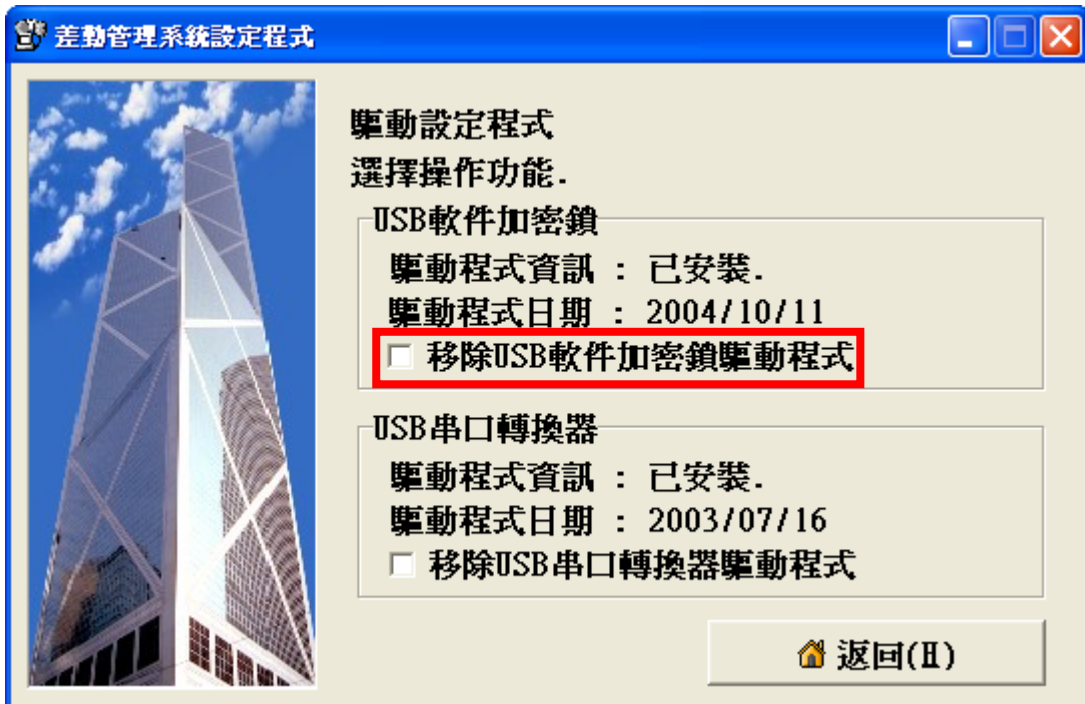 差勤管理系統設定程式
驅動設定程式
選擇操作功能.
USB軟件加密鎖
驅動程式資訊 : 已安裝.
驅動程式日期 : 2004/10/11
移除USB軟件加密鎖驅動程式
USB串口轉換器
驅動程式資訊 : 已安裝.
驅動程式日期 : 2003/07/16
移除USB串口轉換器驅動程式
返回(H)